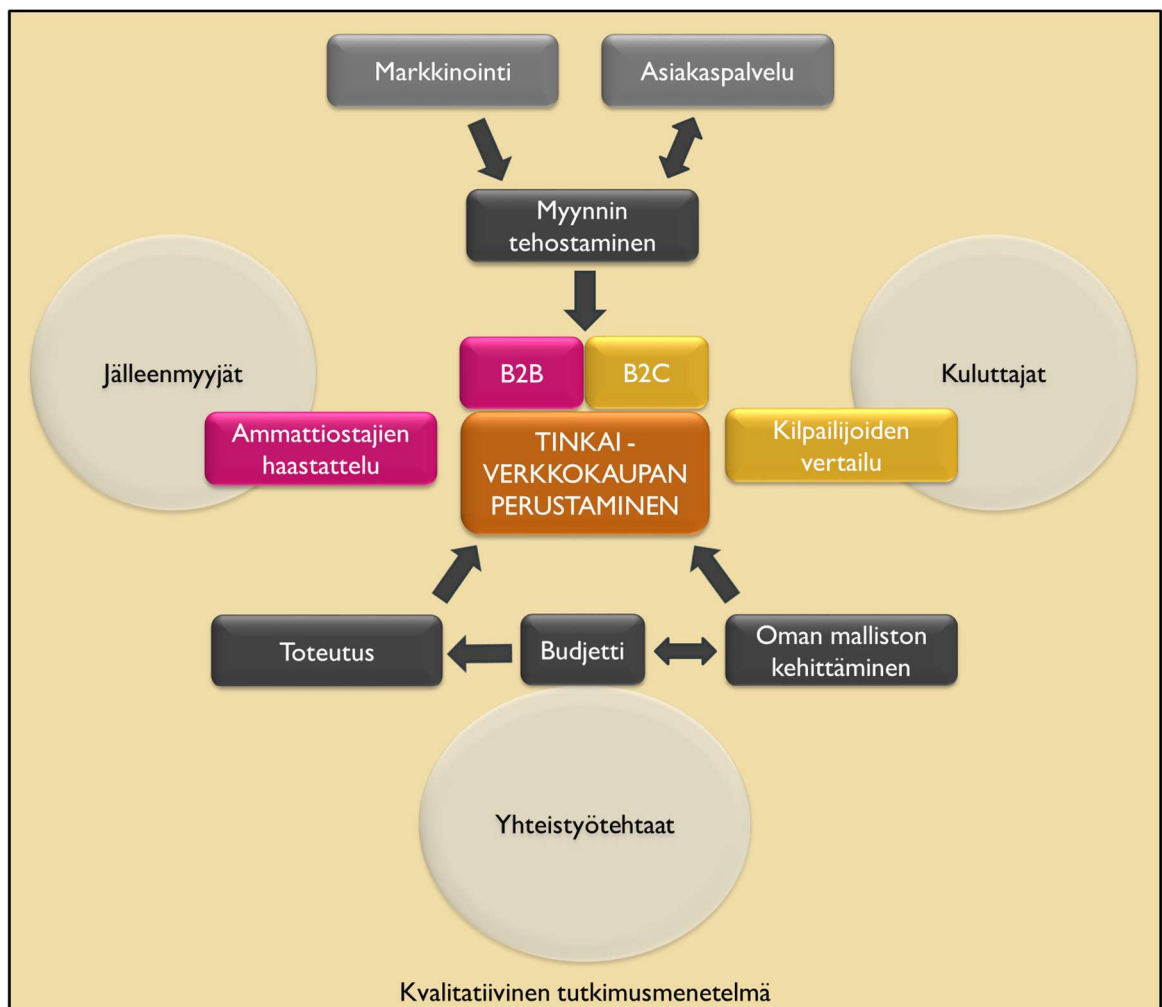 Markkinointi
Asiakaspalvelu
Myynnin
tehostaminen
B2B
B2C
Jälleenmyyjät
Kuluttajat
Ammattiostajien
haastattelu
TINKAI -
VERKKOKAUPAN
PERUSTAMINEN
Kilpailijoiden
vertailu
Toteutus
Budjetti
Oman malliston
kehittäminen
Yhteistyötehtaat
Kvalitatiivinen tutkimusmenetelmä